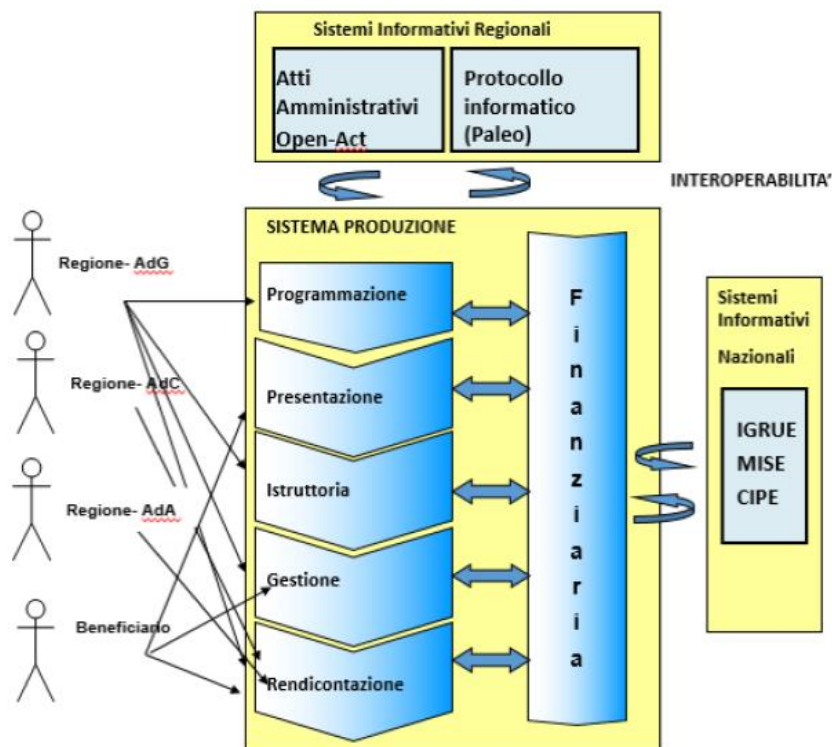 Sistemi Informativi Regionali
Atti
Amministrativi
Open-Act
Protocollo
informatico
(Paleo)
INTEROPERABILITA'
SISTEMA PRODUZIONE
Regione- AdG
Regione- AdC
Regione- AdA
Beneficiario
Programmazione
Presentazione
Istruttoria
Gestione
Rendicontazione
Finanziaria
Sistemi
Informativi
Nazionali
IGRUE
MISE
CIPE